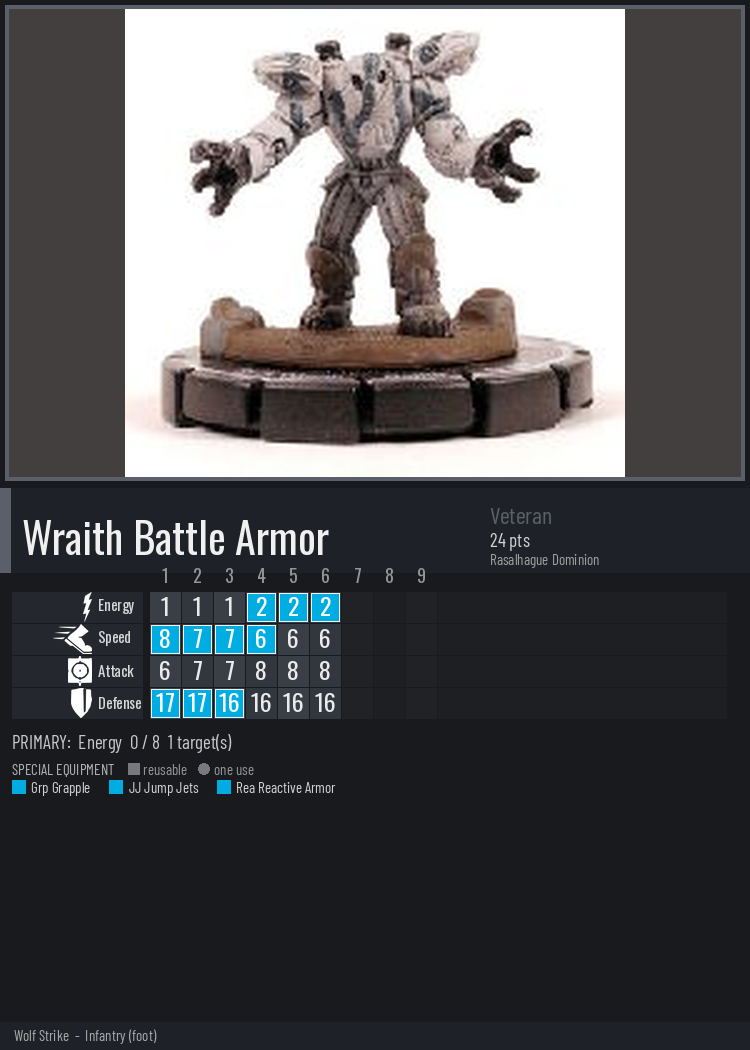 Wraith Battle Armor
Veteran
24 pts
Rasalhague Dominion
1 2 3 4 5 6 7 8 9
Energy 1 1 1 2 2 2
Speed 8 7 7 6 6 6
Attack 6 7 7 8 8 8
Defense 17 17 16 16 16 16
PRIMARY: Energy 0 / 8 1 target(s)
SPECIAL EQUIPMENT reusable one use
Grp Grapple JJ Jump Jets Rea Reactive Armor
Wolf Strike - Infantry (foot)